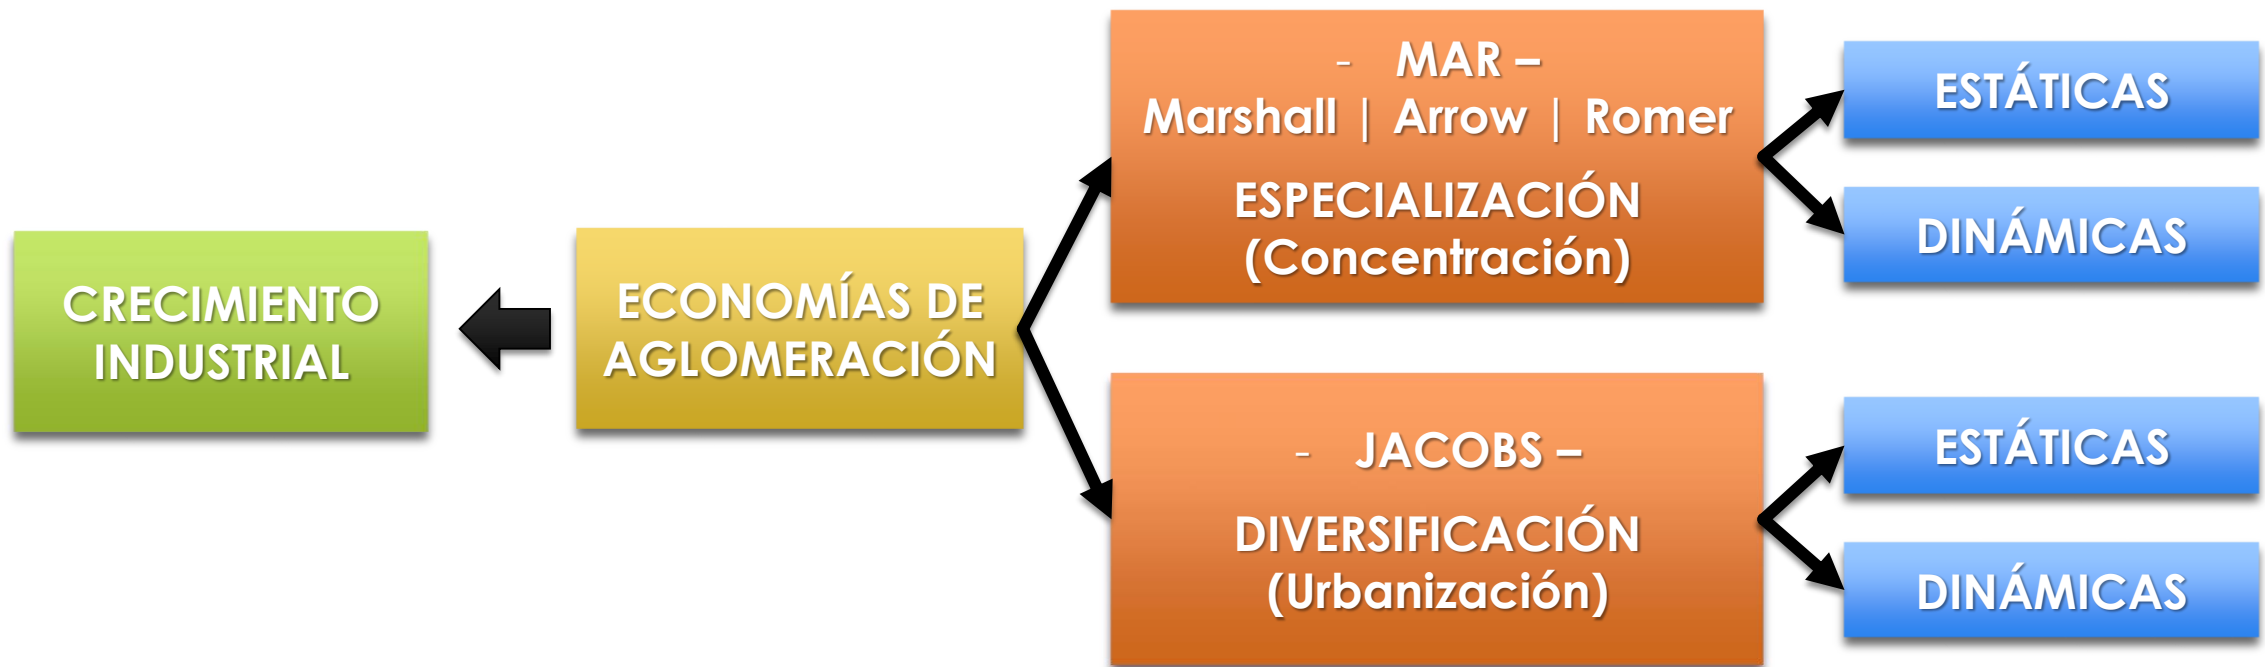 CRECIMIENTO
INDUSTRIAL
ECONOMÍAS DE
AGLOMERACIÓN
- MAR –
Marshall | Arrow | Romer
ESPECIALIZACIÓN
(Concentración)
ESTÁTICAS
DINÁMICAS
- JACOBS –
DIVERSIFICACIÓN
(Urbanización)
ESTÁTICAS
DINÁMICAS